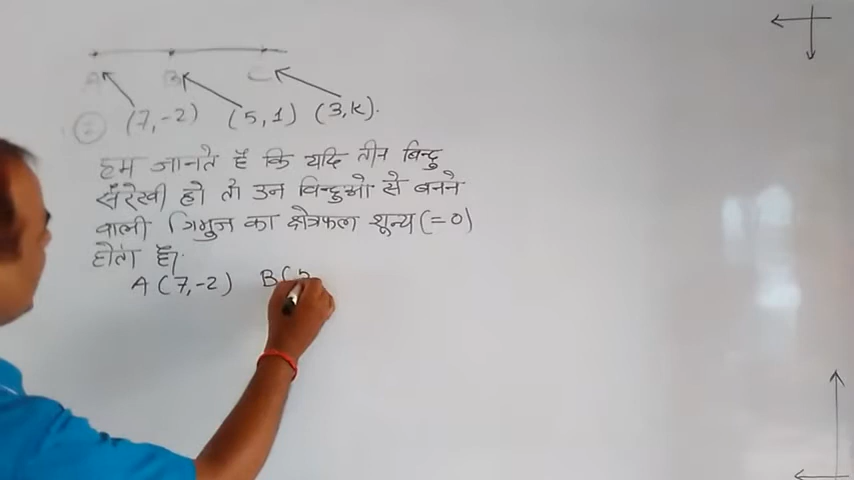 A B C
(7,-2) (5,1) (3,k).
हम जानते हैं कि यदि तीन बिन्दु
संरेखी हो तो उन बिन्दुओ से बनने
वाली त्रिभुज का क्षेत्रफल शून्य (=0)
होता है।
A (7,-2) B(